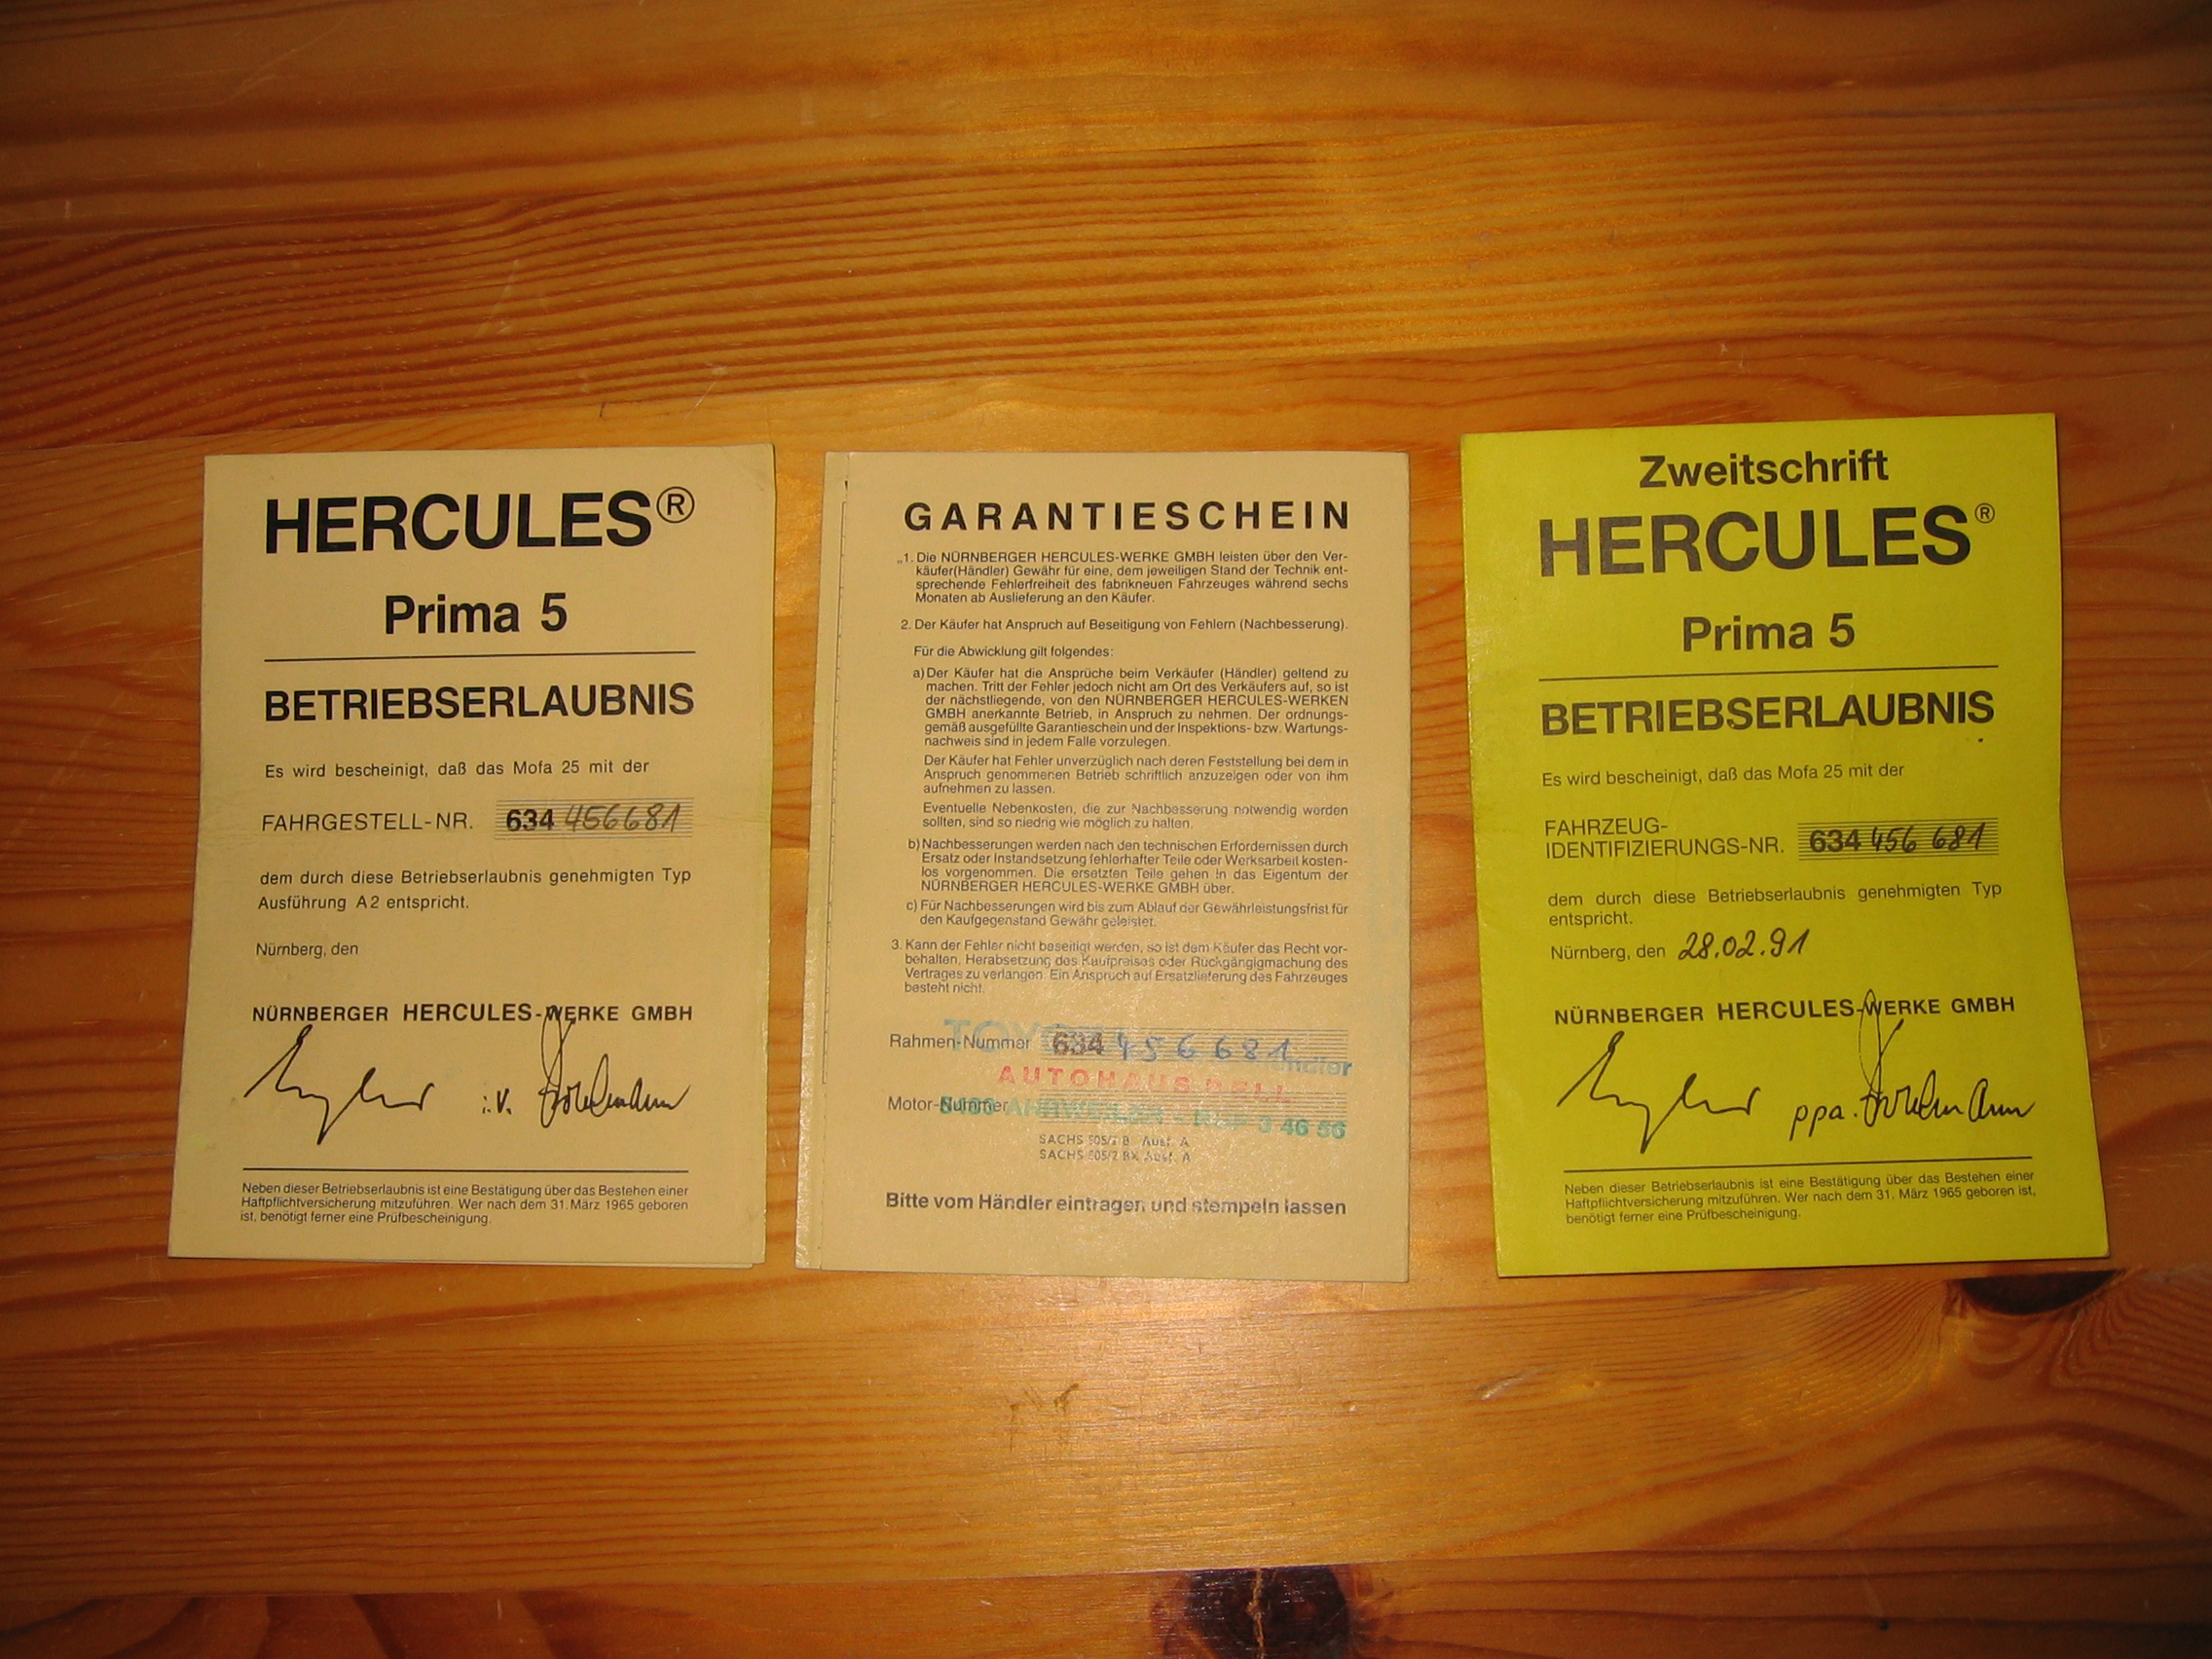 HERCULES®
Prima 5
BETRIEBSERLAUBNIS
Es wird bescheinigt, daß das Mofa 25 mit der
FAHRGESTELL-NR. 634 456681
dem durch diese Betriebserlaubnis genehmigten Typ
Ausführung A2 entspricht.
Nürnberg, den
NÜRNBERGER HERCULES-WERKE GMBH
i.V.
Neben dieser Betriebserlaubnis ist eine Bestätigung über das Bestehen einer
Haftpflichtversicherung mitzuführen. Wer nach dem 31. März 1965 geboren
ist, benötigt ferner eine Prüfbescheinigung.
GARANTIESCHEIN
„1. Die NÜRNBERGER HERCULES-WERKE GMBH leisten über den Ver-
käufer(Händler) Gewähr für eine, dem jeweiligen Stand der Technik ent-
sprechende Fehlerfreiheit des fabrikneuen Fahrzeuges während sechs
Monaten ab Auslieferung an den Käufer.
2. Der Käufer hat Anspruch auf Beseitigung von Fehlern (Nachbesserung).
Für die Abwicklung gilt folgendes:
a) Der Käufer hat die Ansprüche beim Verkäufer (Händler) geltend zu
machen. Tritt der Fehler jedoch nicht am Ort des Verkäufers auf, so ist
der nächstliegende, von den NÜRNBERGER HERCULES-WERKEN
GMBH anerkannte Betrieb, in Anspruch zu nehmen. Der ordnungs-
gemäß ausgefüllte Garantieschein und der Inspektions- bzw. Wartungs-
nachweis sind in jedem Falle vorzulegen.
Der Käufer hat Fehler unverzüglich nach deren Feststellung bei dem in
Anspruch genommenen Betrieb schriftlich anzuzeigen oder von ihm
aufnehmen zu lassen.
Eventuelle Nebenkosten, die zur Nachbesserung notwendig werden
sollten, sind so niedrig wie möglich zu halten.
b) Nachbesserungen werden nach den technischen Erfordernissen durch
Ersatz oder Instandsetzung fehlerhafter Teile oder Werksarbeit kosten-
los vorgenommen. Die ersetzten Teile gehen in das Eigentum der
NÜRNBERGER HERCULES-WERKE GMBH über.
c) Für Nachbesserungen wird bis zum Ablauf der Gewährleistungsfrist für
den Kaufgegenstand Gewähr geleistet.
3. Kann der Fehler nicht beseitigt werden, so ist dem Käufer das Recht vor-
behalten, Herabsetzung des Kaufpreises oder Rückgängigmachung des
Vertrages zu verlangen. Ein Anspruch auf Ersatzlieferung des Fahrzeuges
besteht nicht.
Rahmen-Nummer 634 456681
AUTOHAUS
Motor-Nummer
AHRWEILER - RUF 3 46 56
SACHS 505/2 B Ausf. A
SACHS 505/2 BX Ausf. A
Bitte vom Händler eintragen und stempeln lassen
Zweitschrift
HERCULES®
Prima 5
BETRIEBSERLAUBNIS
Es wird bescheinigt, daß das Mofa 25 mit der
FAHRZEUG-
IDENTIFIZIERUNGS-NR. 634 456 681
dem durch diese Betriebserlaubnis genehmigten Typ
entspricht.
Nürnberg, den 28.02.91
NÜRNBERGER HERCULES-WERKE GMBH
ppa.
Neben dieser Betriebserlaubnis ist eine Bestätigung über das Bestehen einer
Haftpflichtversicherung mitzuführen. Wer nach dem 31. März 1965 geboren ist,
benötigt ferner eine Prüfbescheinigung.